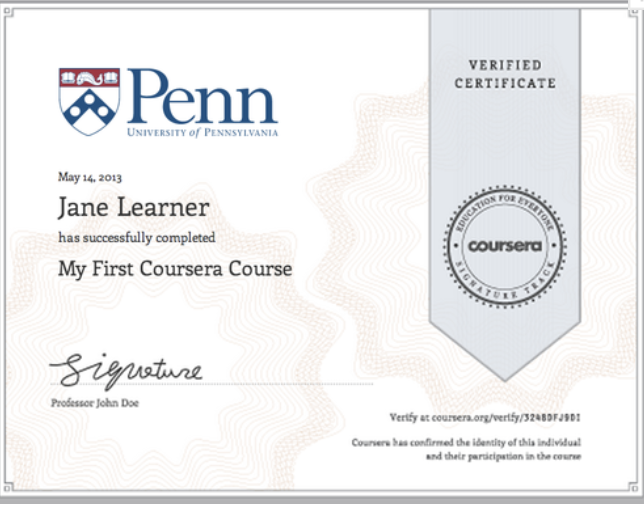 Penn
UNIVERSITY of PENNSYLVANIA
VERIFIED
CERTIFICATE
May 14, 2013
Jane Learner
has successfully completed
My First Coursera Course
EDUCATION FOR EVERYONE
coursera
SIGNATURE TRACK
Signature
Professor John Doe
Verify at coursera.org/verify/
Coursera has confirmed the identity of this individual
and their participation in the course